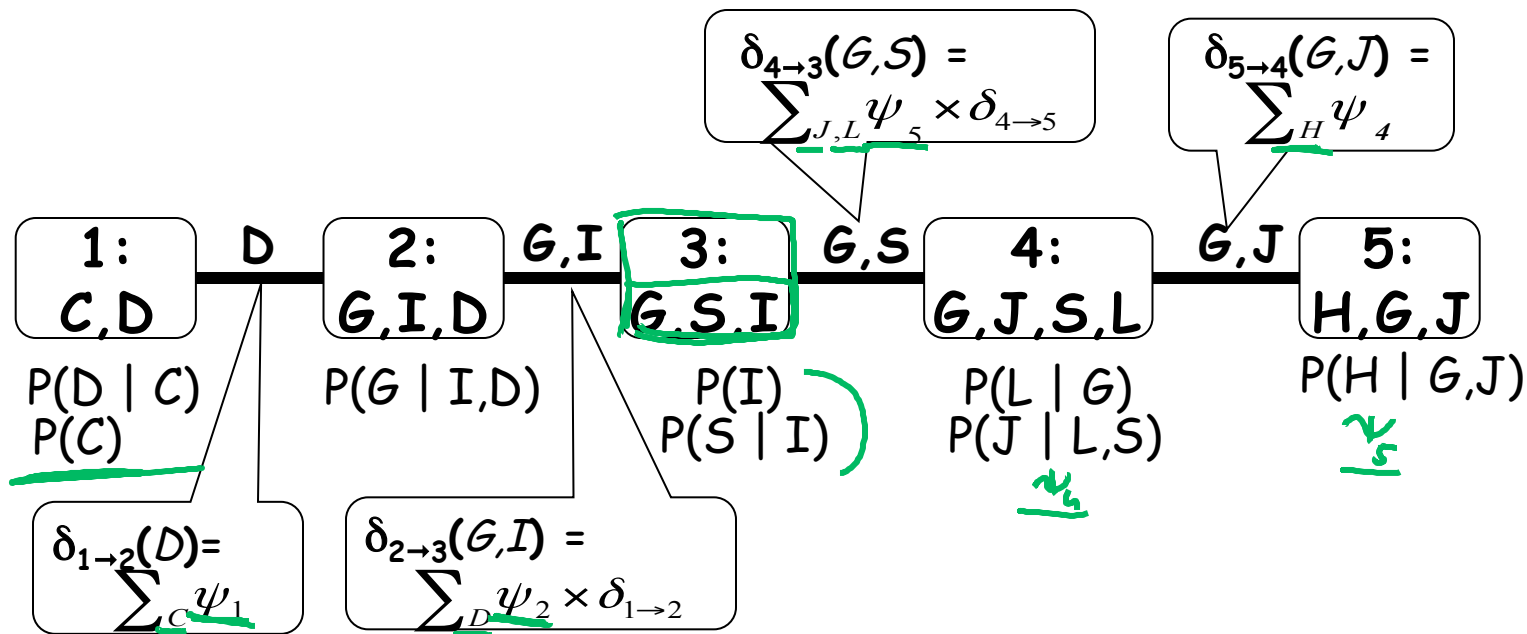 δ4→3(G,S) =
∑J,L ψ5 × δ4→5
δ5→4(G,J) =
∑H ψ4
1:
C,D
D
2:
G,I,D
G,I
3:
G,S,I
G,S
4:
G,J,S,L
G,J
5:
H,G,J
P(D | C)
P(C)
P(G | I,D)
P(I)
P(S | I)
P(L | G)
P(J | L,S)
ψ4
P(H | G,J)
ψ5
δ1→2(D)=
∑C ψ1
δ2→3(G,I) =
∑D ψ2 × δ1→2